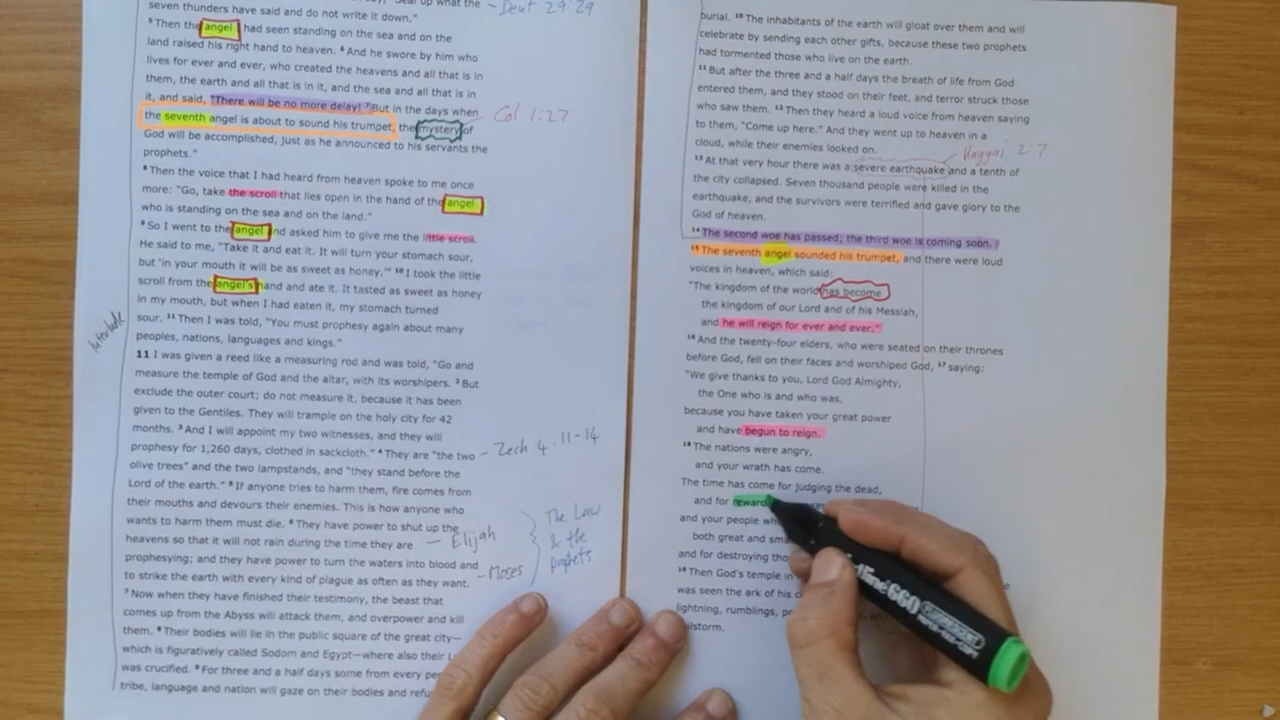 seven thunders have said and do not write it down."
- Deut 29:29
5 Then the angel I had seen standing on the sea and on the
land raised his right hand to heaven. 6 And he swore by him who
lives for ever and ever, who created the heavens and all that is in
them, the earth and all that is in it, and the sea and all that is in
it, and said, "There will be no more delay! 7 But in the days when
the seventh angel is about to sound his trumpet, the mystery of
Col 1:27
God will be accomplished, just as he announced to his servants the
prophets."
8 Then the voice that I had heard from heaven spoke to me once
more: "Go, take the scroll that lies open in the hand of the angel
who is standing on the sea and on the land."
9 So I went to the angel and asked him to give me the little scroll.
He said to me, "Take it and eat it. It will turn your stomach sour,
but 'in your mouth it will be as sweet as honey.'" 10 I took the little
scroll from the angel's hand and ate it. It tasted as sweet as honey
in my mouth, but when I had eaten it, my stomach turned
sour. 11 Then I was told, "You must prophesy again about many
peoples, nations, languages and kings."
Interlude
11 I was given a reed like a measuring rod and was told, "Go and
measure the temple of God and the altar, with its worshipers. 2 But
exclude the outer court; do not measure it, because it has been
given to the Gentiles. They will trample on the holy city for 42
months. 3 And I will appoint my two witnesses, and they will
prophesy for 1,260 days, clothed in sackcloth." 4 They are "the two
- Zech 4:11-14
olive trees" and the two lampstands, and "they stand before the
Lord of the earth." 5 If anyone tries to harm them, fire comes from
their mouths and devours their enemies. This is how anyone who
wants to harm them must die. 6 They have power to shut up the
heavens so that it will not rain during the time they are
- Elijah
prophesying; and they have power to turn the waters into blood and
to strike the earth with every kind of plague as often as they want.
- Moses
The Law
& the
prophets
7 Now when they have finished their testimony, the beast that
comes up from the Abyss will attack them, and overpower and kill
them. 8 Their bodies will lie in the public square of the great city—
which is figuratively called Sodom and Egypt—where also their
was crucified. 9 For three and a half days some from every
tribe, language and nation will gaze on their bodies and
burial. 10 The inhabitants of the earth will gloat over them and will
celebrate by sending each other gifts, because these two prophets
had tormented those who live on the earth.
11 But after the three and a half days the breath of life from God
entered them, and they stood on their feet, and terror struck those
who saw them. 12 Then they heard a loud voice from heaven saying
to them, "Come up here." And they went up to heaven in a
cloud, while their enemies looked on.
Haggai 2:7
13 At that very hour there was a severe earthquake and a tenth of
the city collapsed. Seven thousand people were killed in the
earthquake, and the survivors were terrified and gave glory to the
God of heaven.
14 The second woe has passed; the third woe is coming soon.
15 The seventh angel sounded his trumpet, and there were loud
voices in heaven, which said:
"The kingdom of the world has become
the kingdom of our Lord and of his Messiah,
and he will reign for ever and ever."
16 And the twenty-four elders, who were seated on their thrones
before God, fell on their faces and worshiped God, 17 saying:
"We give thanks to you, Lord God Almighty,
the One who is and who was,
because you have taken your great power
and have begun to reign.
18 The nations were angry,
and your wrath has come.
The time has come for judging the dead,
and for reward
and your people
both great and
and for destroying
19 Then God's temple in
was seen the ark of his
lightning, rumblings,
660